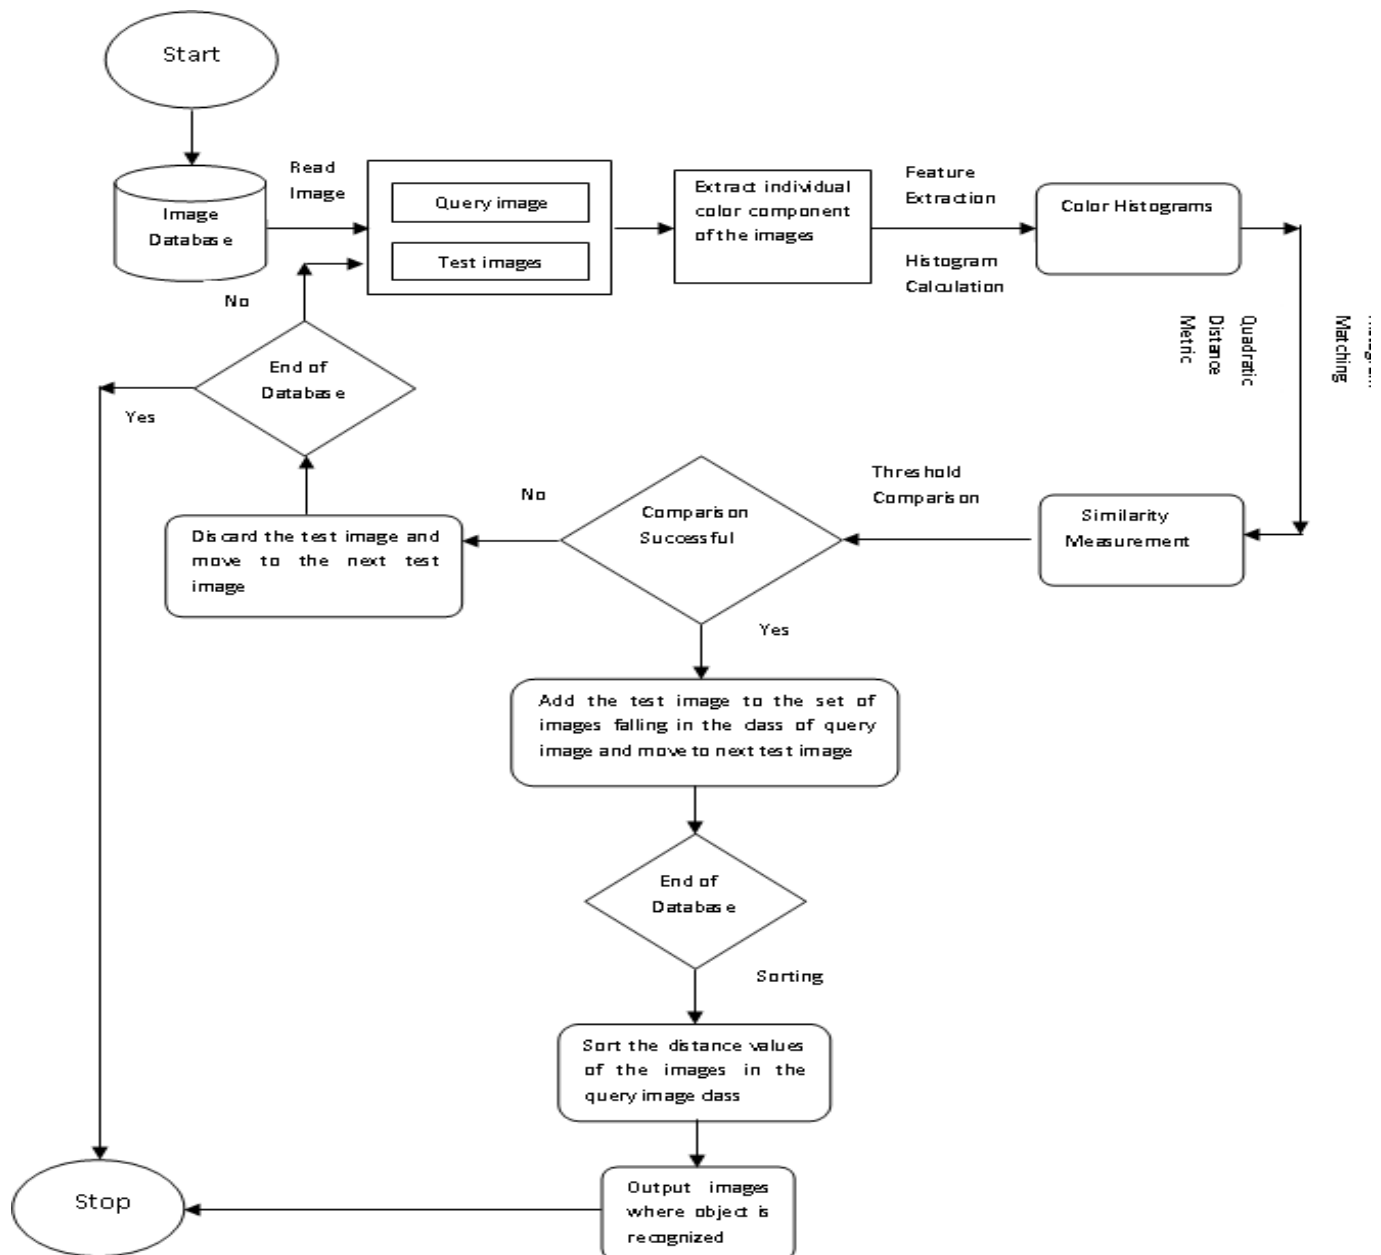 Start
Read
Image
Image
Database
Query image
Test images
Extract individual
color component
of the images
Feature
Extraction
Histogram
Calculation
Color Histograms
No
End of
Database
Yes
Quadratic
Distance
Metric
Matching
Threshold
Comparison
Similarity
Measurement
Comparison
Successful
No
Discard the test image and
move to the next test
image
Yes
Add the test image to the set of
images falling in the class of query
image and move to next test image
End of
Database
Sorting
Sort the distance values
of the images in the
query image class
Output images
where object is
recognized
Stop